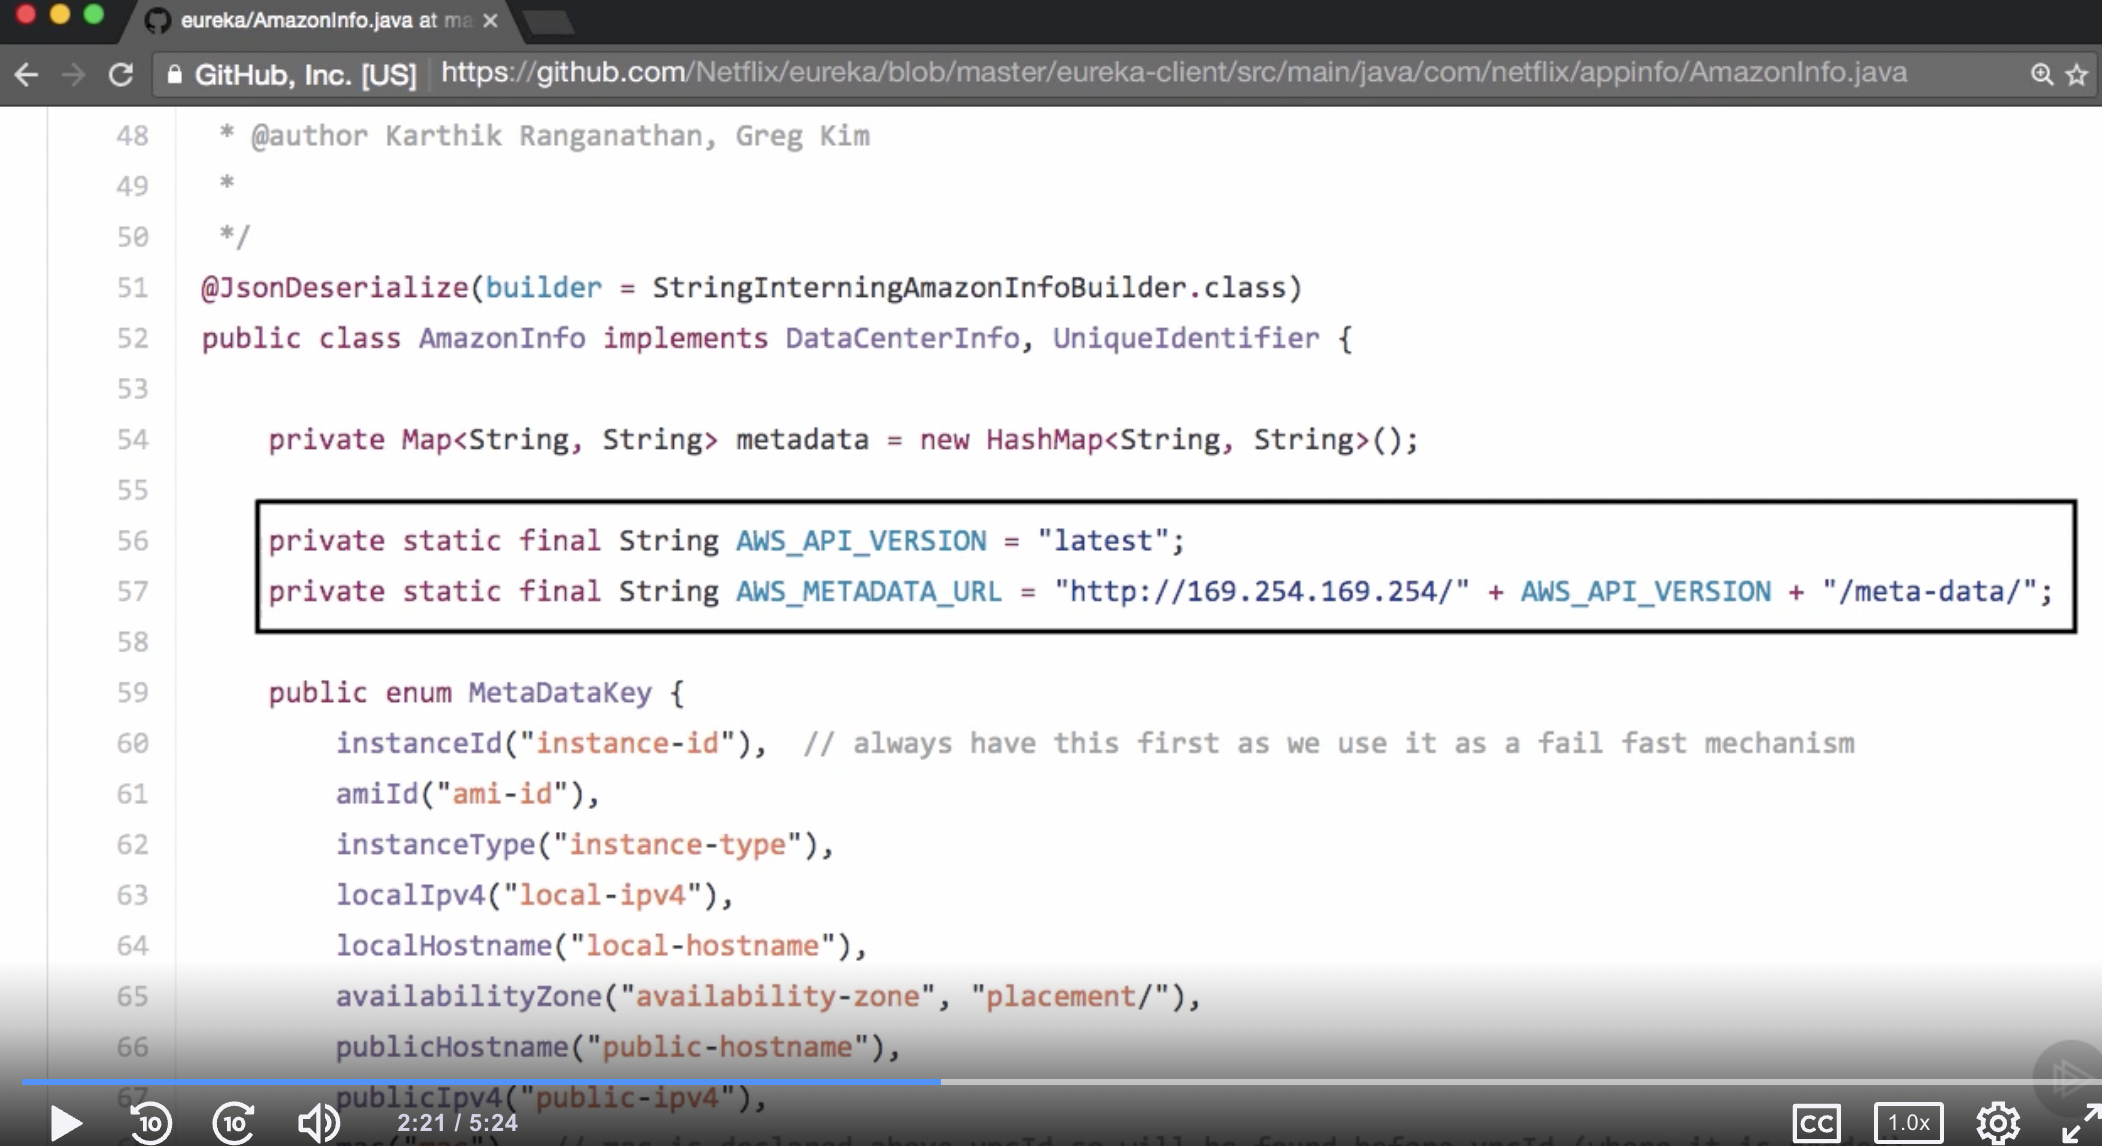 eureka/AmazonInfo.java at ma
GitHub, Inc. [US] https://github.com/Netflix/eureka/blob/master/eureka-client/src/main/java/com/netflix/appinfo/AmazonInfo.java
48 * @author Karthik Ranganathan, Greg Kim
49 *
50 */
51 @JsonDeserialize(builder = StringInterningAmazonInfoBuilder.class)
52 public class AmazonInfo implements DataCenterInfo, UniqueIdentifier {
53
54 private Map<String, String> metadata = new HashMap<String, String>();
55
56 private static final String AWS_API_VERSION = "latest";
57 private static final String AWS_METADATA_URL = "http://169.254.169.254/" + AWS_API_VERSION + "/meta-data/";
58
59 public enum MetaDataKey {
60 instanceId("instance-id"), // always have this first as we use it as a fail fast mechanism
61 amiId("ami-id"),
62 instanceType("instance-type"),
63 localIpv4("local-ipv4"),
64 localHostname("local-hostname"),
65 availabilityZone("availability-zone", "placement/"),
66 publicHostname("public-hostname"),
67 publicIpv4("public-ipv4"),
10 10 2:21 / 5:24 CC 1.0x